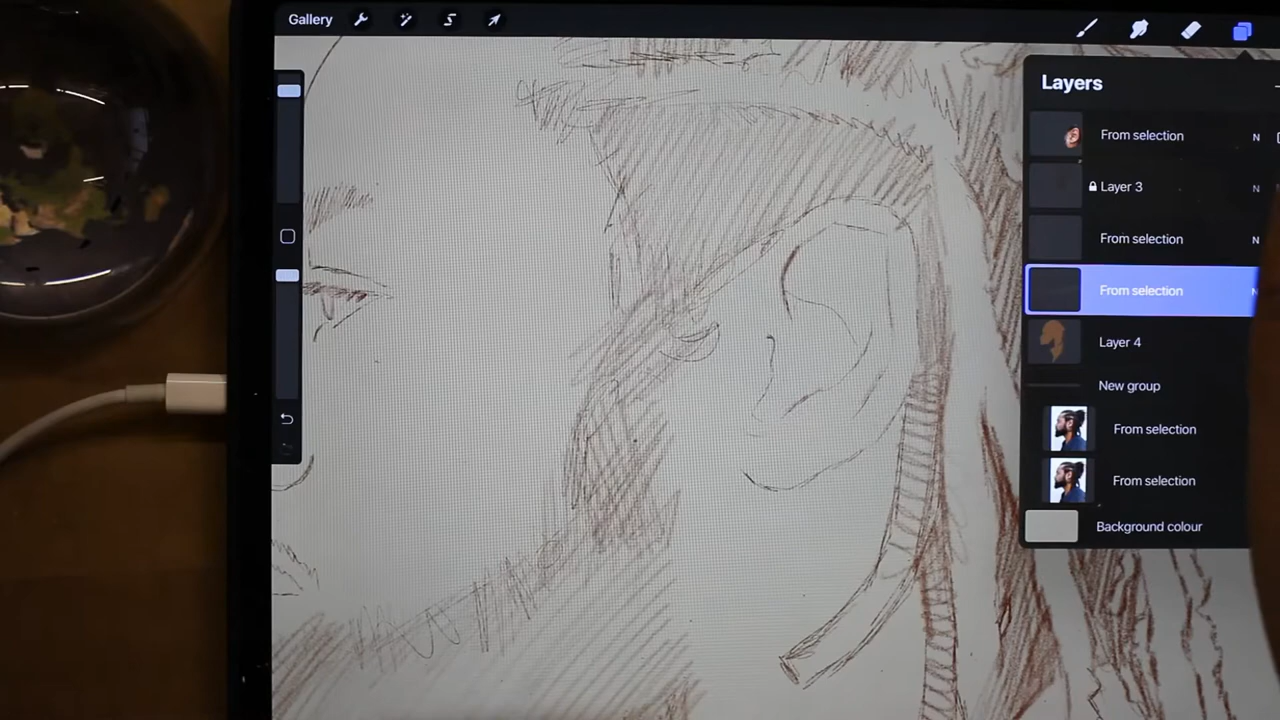 Gallery
Layers
From selection N
Layer 3 N
From selection N
From selection N
Layer 4
New group
From selection
From selection
Background colour